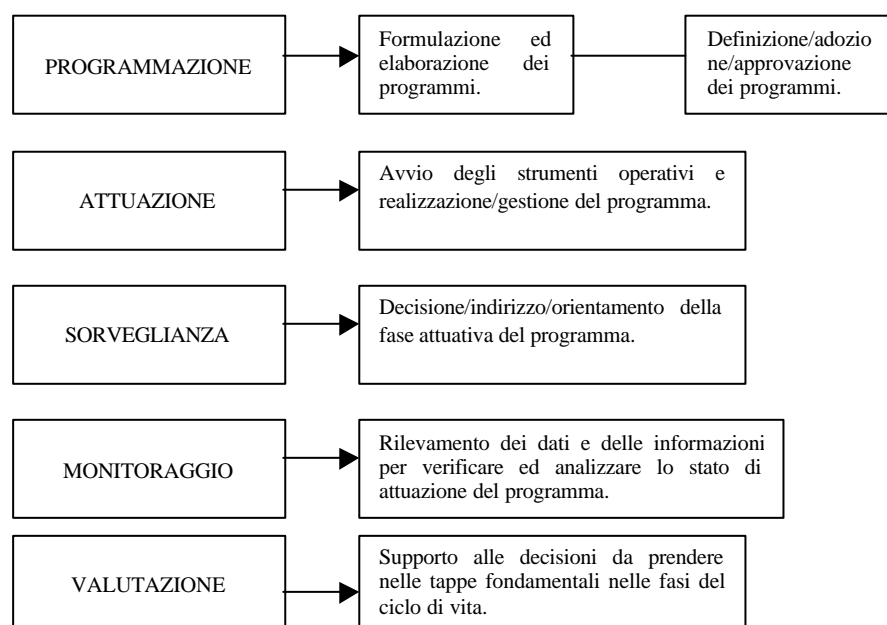 PROGRAMMAZIONE
Formulazione ed
elaborazione dei
programmi.
Definizione/adozio
ne/approvazione
dei programmi.
ATTUAZIONE
Avvio degli strumenti operativi e
realizzazione/gestione del programma.
SORVEGLIANZA
Decisione/indirizzo/orientamento della
fase attuativa del programma.
MONITORAGGIO
Rilevamento dei dati e delle informazioni
per verificare ed analizzare lo stato di
attuazione del programma.
VALUTAZIONE
Supporto alle decisioni da prendere
nelle tappe fondamentali nelle fasi del
ciclo di vita.